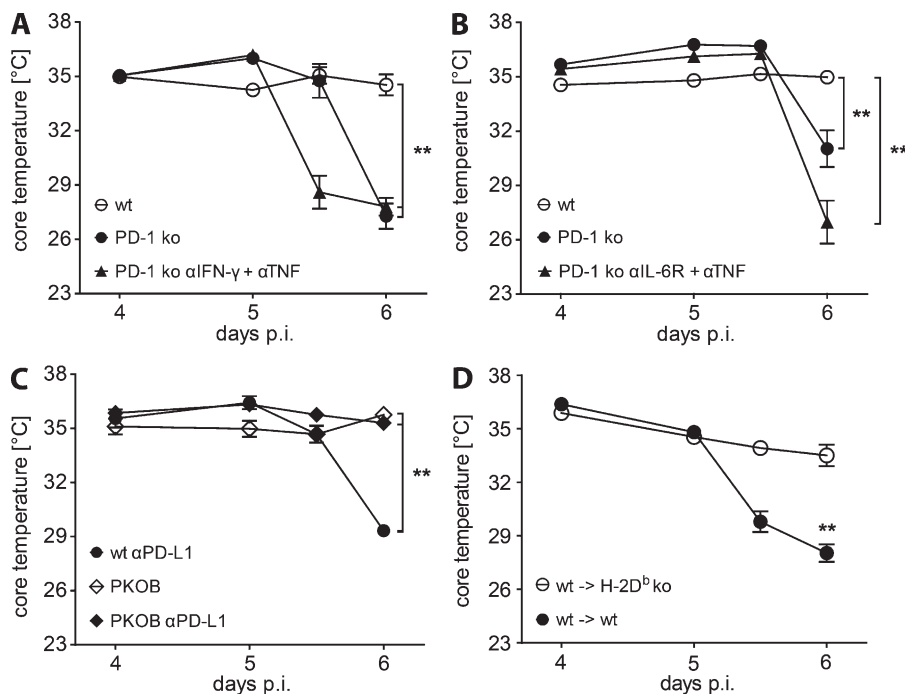 A
38
35
32
29
26
23
core temperature [°C]
**
wt
PD-1 ko
PD-1 ko αIFN-γ + αTNF
4
5
6
days p.i.
B
38
35
32
29
26
23
core temperature [°C]
**
**
wt
PD-1 ko
PD-1 ko αIL-6R + αTNF
4
5
6
days p.i.
C
38
35
32
29
26
23
core temperature [°C]
**
wt αPD-L1
PKOB
PKOB αPD-L1
4
5
6
days p.i.
D
38
35
32
29
26
23
core temperature [°C]
**
wt -> H-2Dᵇ ko
wt -> wt
4
5
6
days p.i.